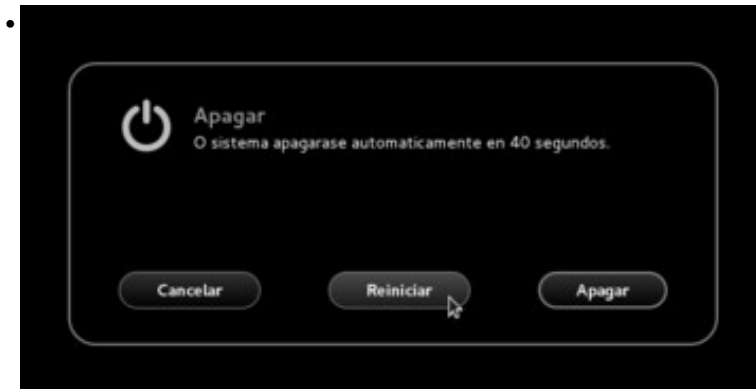 Apagar
O sistema apagarase automaticamente en 40 segundos.
Cancelar
Reiniciar
Apagar